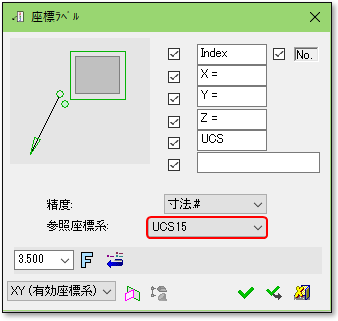 座標ﾗﾍﾞﾙ
Index
No.
X =
Y =
Z =
UCS
精度:
寸法.#
参照座標系:
UCS15
3.500
XY (有効座標系)